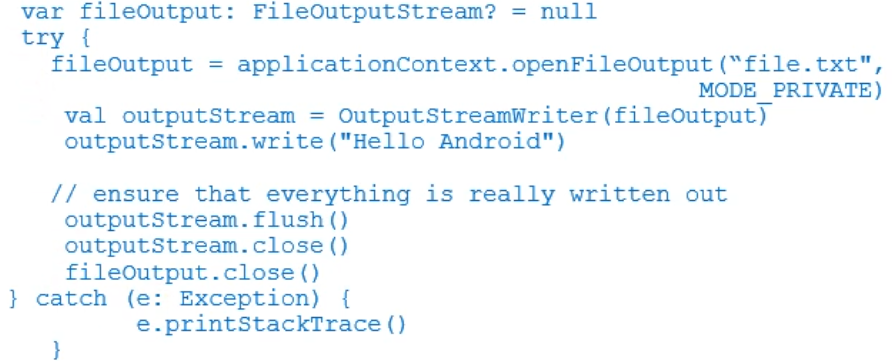 var fileOutput: FileOutputStream? = null
try {
fileOutput = applicationContext.openFileOutput(“file.txt",
MODE_PRIVATE)
val outputStream = OutputStreamWriter(fileOutput)
outputStream.write("Hello Android")
// ensure that everything is really written out
outputStream.flush()
outputStream.close()
fileOutput.close()
} catch (e: Exception) {
e.printStackTrace()
}